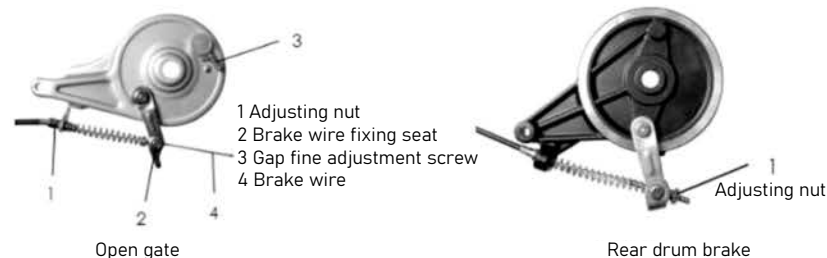 3
1 Adjusting nut
2 Brake wire fixing seat
3 Gap fine adjustment screw
4 Brake wire
1
2
4
Open gate
1
Adjusting nut
Rear drum brake